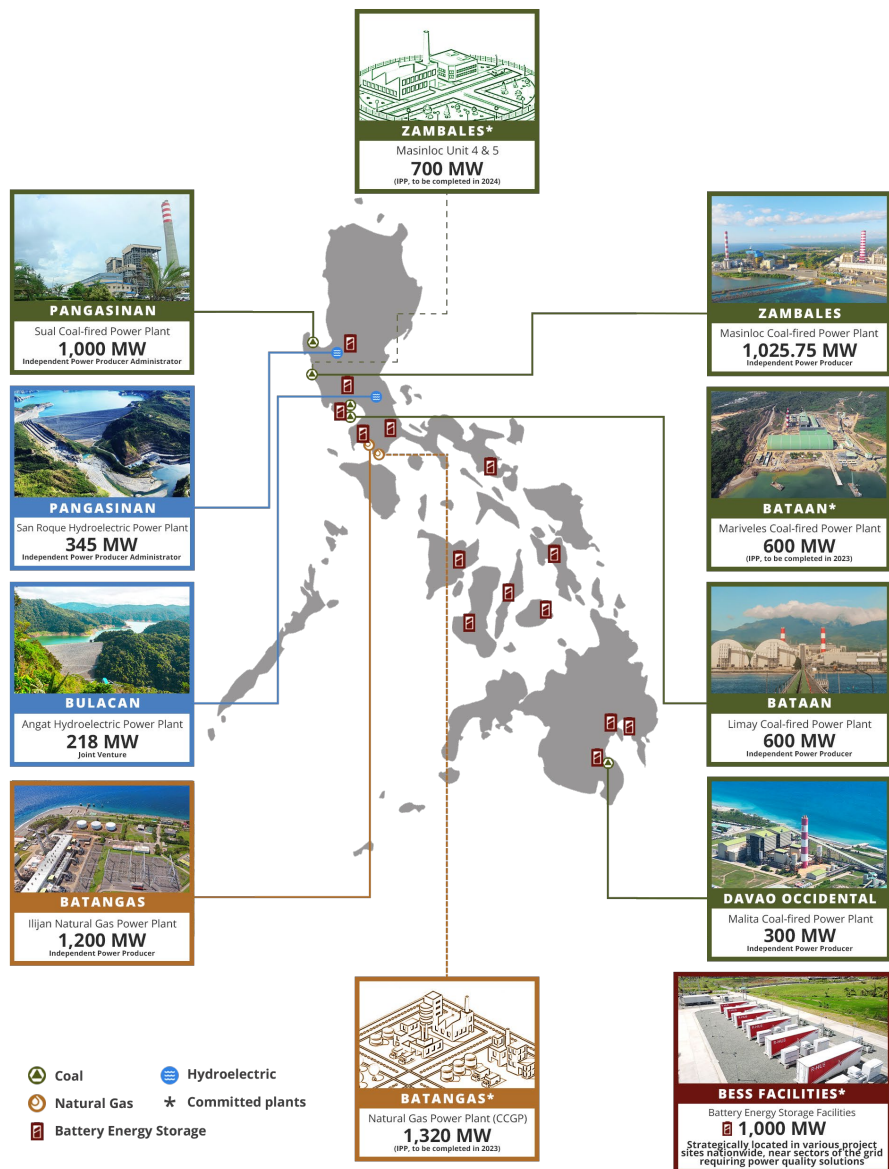 ZAMBALES*
Masinloc Unit 4 & 5
700 MW
(IPP, to be completed in 2024)
PANGASINAN
Sual Coal-fired Power Plant
1,000 MW
Independent Power Producer Administrator
ZAMBALES
Masinloc Coal-fired Power Plant
1,025.75 MW
Independent Power Producer
PANGASINAN
San Roque Hydroelectric Power Plant
345 MW
Independent Power Producer Administrator
BATAAN*
Mariveles Coal-fired Power Plant
600 MW
(IPP, to be completed in 2023)
BULACAN
Angat Hydroelectric Power Plant
218 MW
Joint Venture
BATAAN
Limay Coal-fired Power Plant
600 MW
Independent Power Producer
BATANGAS
Ilijan Natural Gas Power Plant
1,200 MW
Independent Power Producer
DAVAO OCCIDENTAL
Malita Coal-fired Power Plant
300 MW
Independent Power Producer
BATANGAS*
Natural Gas Power Plant (CCGP)
1,320 MW
(IPP, to be completed in 2023)
BESS FACILITIES*
Battery Energy Storage Facilities
1,000 MW
Strategically located in various project
sites nationwide, near sectors of the grid
requiring power quality solutions
Coal
Hydroelectric
Natural Gas
* Committed plants
Battery Energy Storage